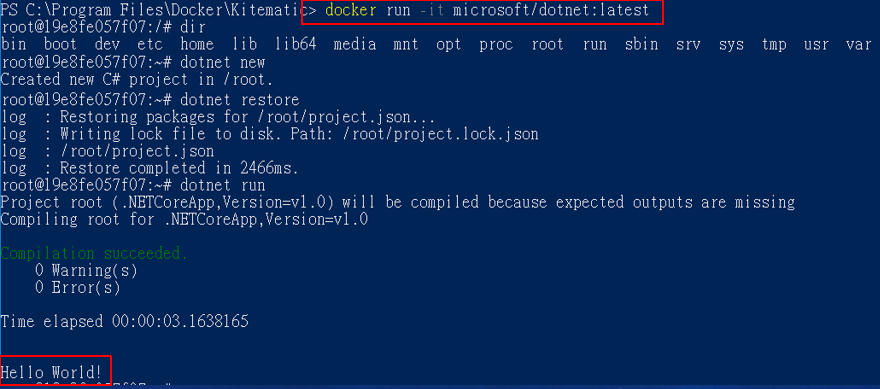 PS C:\Program Files\Docker\Kitematic> docker run -it microsoft/dotnet:latest
root@19e8fe057f07:/# dir
bin boot dev etc home lib lib64 media mnt opt proc root run sbin srv sys tmp usr var
root@19e8fe057f07:~# dotnet new
Created new C# project in /root.
root@19e8fe057f07:~# dotnet restore
log : Restoring packages for /root/project.json...
log : Writing lock file to disk. Path: /root/project.lock.json
log : /root/project.json
log : Restore completed in 2466ms.
root@19e8fe057f07:~# dotnet run
Project root (.NETCoreApp,Version=v1.0) will be compiled because expected outputs are missing
Compiling root for .NETCoreApp,Version=v1.0
Compilation succeeded.
0 Warning(s)
0 Error(s)
Time elapsed 00:00:03.1638165
Hello World!